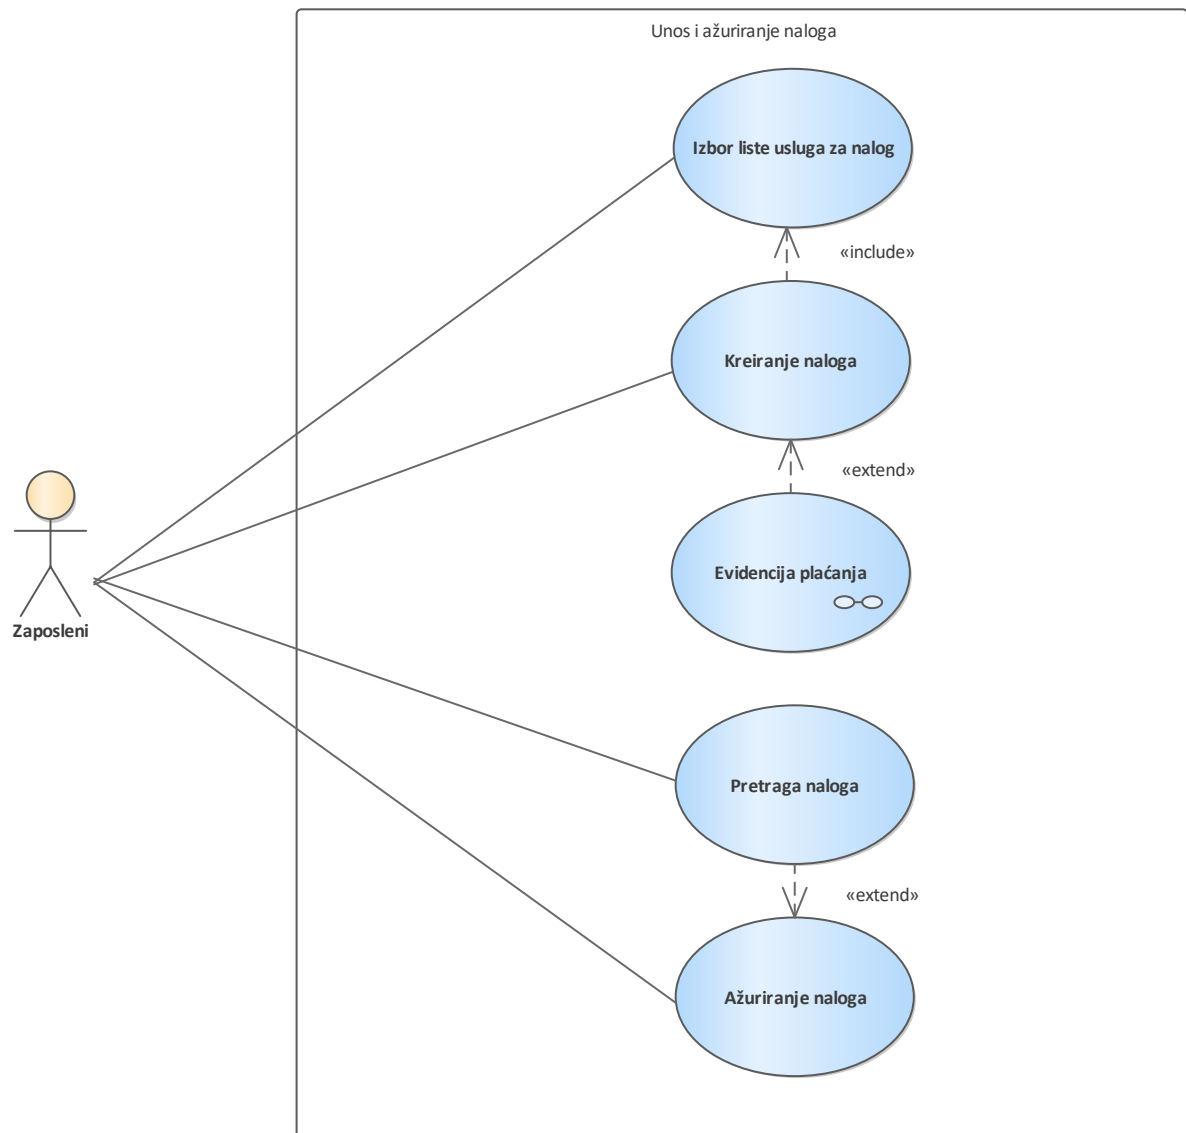 Unos i ažuriranje naloga
Izbor liste usluga za nalog
«include»
Kreiranje naloga
«extend»
Evidencija plaćanja
Zaposleni
Pretraga naloga
«extend»
Ažuriranje naloga